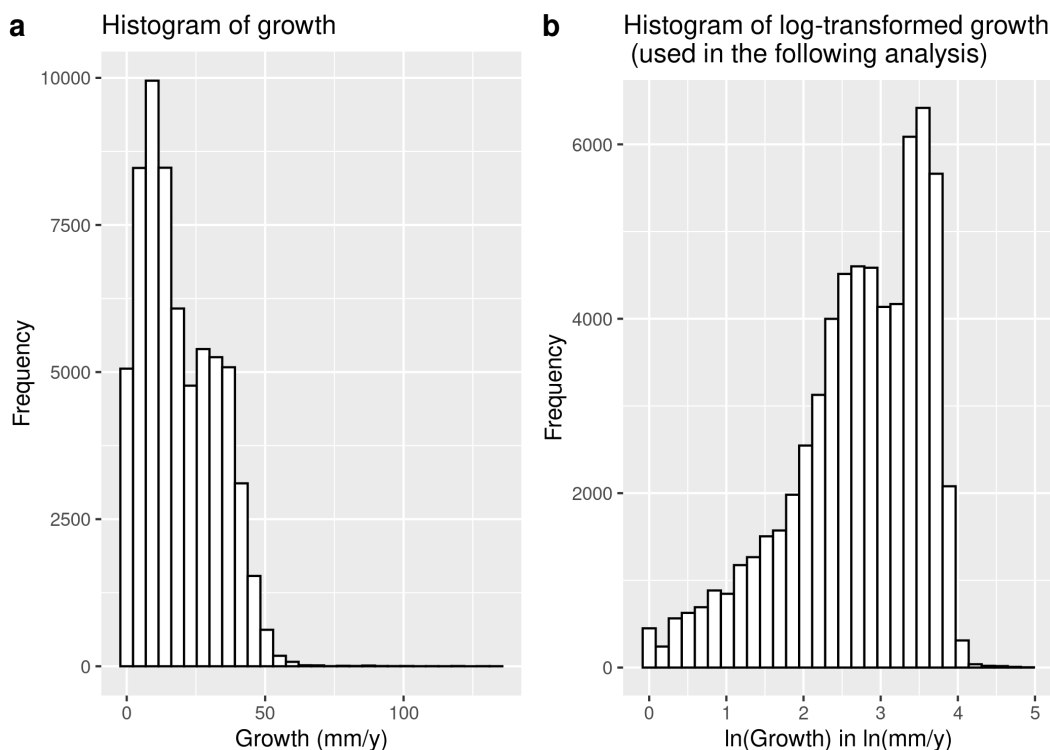 a
Histogram of growth
10000
7500
5000
2500
0
Frequency
0 50 100
Growth (mm/y)
b
Histogram of log-transformed growth
(used in the following analysis)
6000
4000
2000
0
Frequency
0 1 2 3 4 5
ln(Growth) in ln(mm/y)